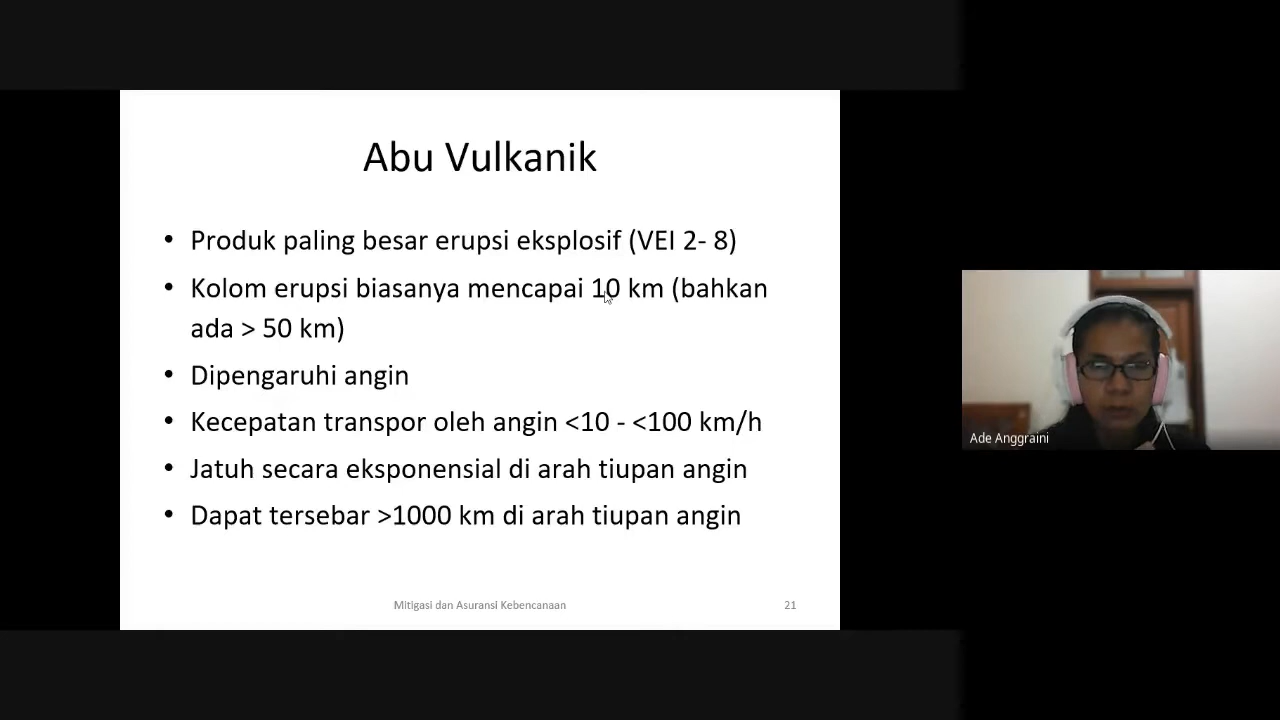 Abu Vulkanik
• Produk paling besar erupsi eksplosif (VEI 2- 8)
• Kolom erupsi biasanya mencapai 10 km (bahkan
ada > 50 km)
• Dipengaruhi angin
• Kecepatan transpor oleh angin <10 - <100 km/h
• Jatuh secara eksponensial di arah tiupan angin
• Dapat tersebar >1000 km di arah tiupan angin
Mitigasi dan Asuransi Kebencanaan
21
Ade Anggraini